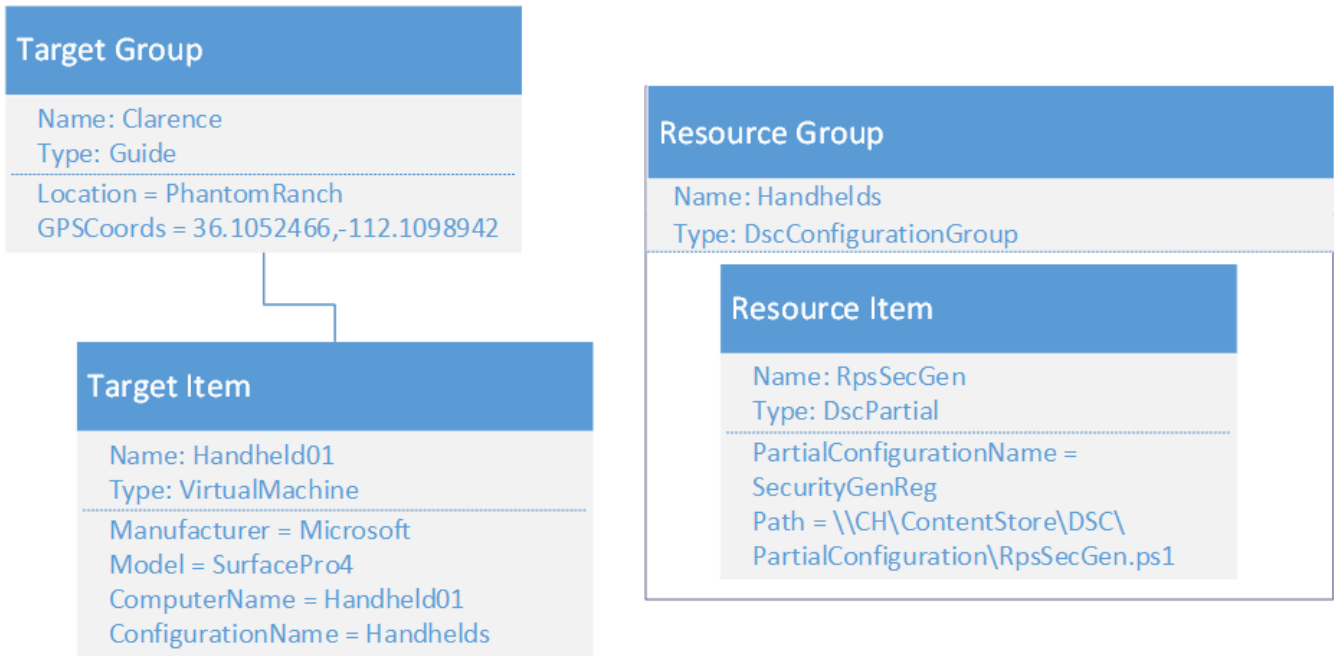 Target Group
Name: Clarence
Type: Guide
Location = PhantomRanch
GPSCoords = 36.1052466,-112.1098942
Target Item
Name: Handheld01
Type: VirtualMachine
Manufacturer = Microsoft
Model = SurfacePro4
ComputerName = Handheld01
ConfigurationName = Handhelds
Resource Group
Name: Handhelds
Type: DscConfigurationGroup
Resource Item
Name: RpsSecGen
Type: DscPartial
PartialConfigurationName =
SecurityGenReg
Path = \\CH\ContentStore\DSC\
PartialConfiguration\RpsSecGen.ps1